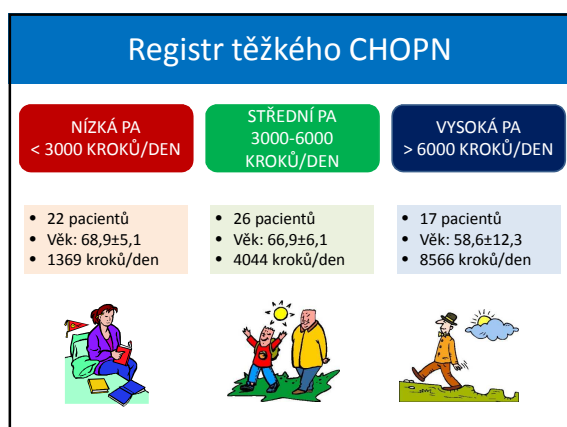 Registr těžkého CHOPN
NÍZKÁ PA
< 3000 KROKŮ/DEN
STŘEDNÍ PA
3000-6000
KROKŮ/DEN
VYSOKÁ PA
> 6000 KROKŮ/DEN
• 22 pacientů
• Věk: 68,9±5,1
• 1369 kroků/den
• 26 pacientů
• Věk: 66,9±6,1
• 4044 kroků/den
• 17 pacientů
• Věk: 58,6±12,3
• 8566 kroků/den